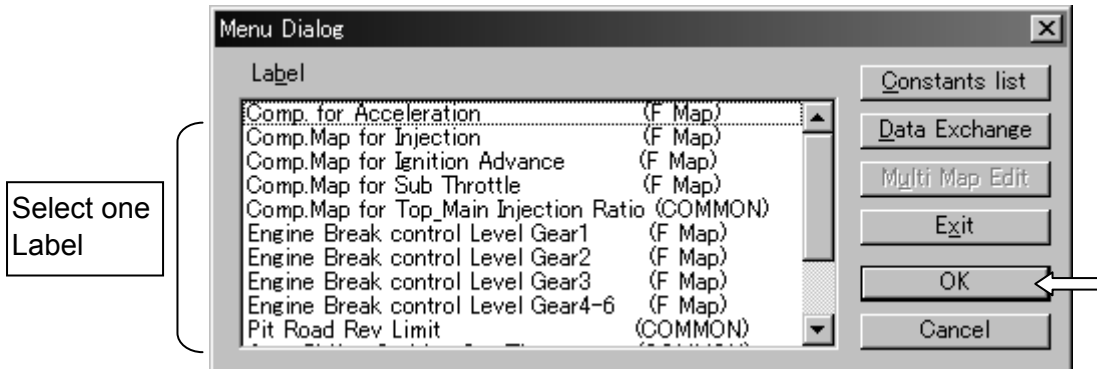 Menu Dialog
Label
Comp. for Acceleration (F Map)
Comp.Map for Injection (F Map)
Comp.Map for Ignition Advance (F Map)
Comp.Map for Sub Throttle (F Map)
Comp.Map for Top_Main Injection Ratio (COMMON)
Engine Break control Level Gear1 (F Map)
Engine Break control Level Gear2 (F Map)
Engine Break control Level Gear3 (F Map)
Engine Break control Level Gear4-6 (F Map)
Pit Road Rev Limit (COMMON)
Constants list
Data Exchange
Multi Map Edit
Exit
OK
Cancel
Select one
Label